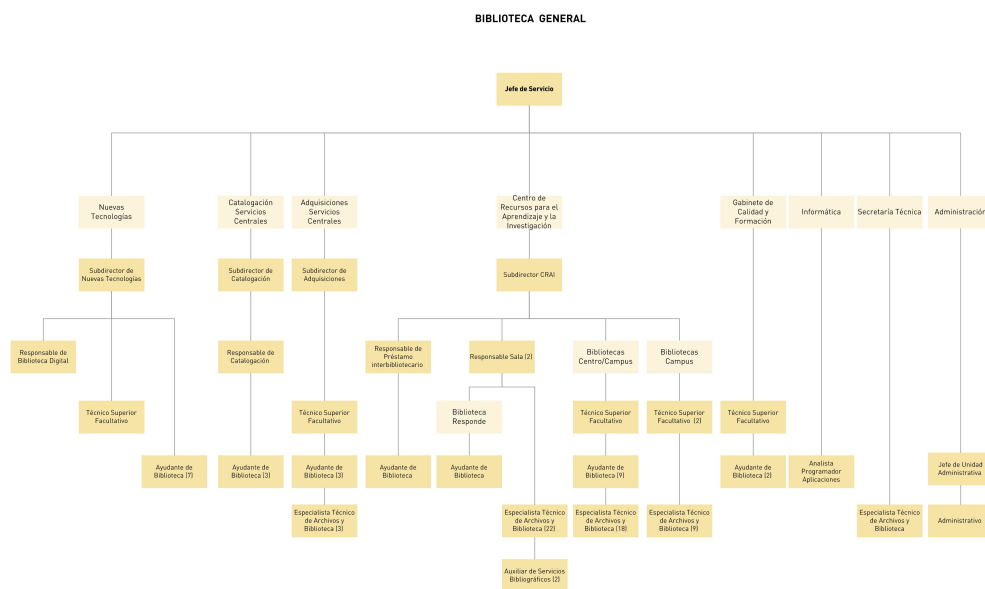 BIBLIOTECA GENERAL
Jefe de Servicio
Nuevas
Tecnologías
Catalogación
Servicios
Centrales
Adquisiciones
Servicios
Centrales
Centro de
Recursos para el
Aprendizaje y la
Investigación
Gabinete de
Calidad y
Formación
Informática
Secretaría Técnica
Administración
Subdirector de
Nuevas Tecnologías
Subdirector de
Catalogación
Subdirector de
Adquisiciones
Subdirector CRAI
Responsable de
Biblioteca Digital
Responsable de
Catalogación
Responsable de
Préstamo
interbibliotecario
Responsable Sala (2)
Bibliotecas
Centro/Campus
Bibliotecas
Campus
Técnico Superior
Facultativo
Técnico Superior
Facultativo
Biblioteca
Responde
Técnico Superior
Facultativo
Técnico Superior
Facultativo (2)
Técnico Superior
Facultativo
Ayudante de
Biblioteca (7)
Ayudante de
Biblioteca (3)
Ayudante de
Biblioteca (3)
Ayudante de
Biblioteca
Ayudante de
Biblioteca
Ayudante de
Biblioteca (9)
Ayudante de
Biblioteca (2)
Analista
Programador
Aplicaciones
Jefe de Unidad
Administrativa
Especialista Técnico
de Archivos y
Biblioteca (3)
Especialista Técnico
de Archivos y
Biblioteca (22)
Especialista Técnico
de Archivos y
Biblioteca (18)
Especialista Técnico
de Archivos y
Biblioteca (9)
Especialista Técnico
de Archivos y
Biblioteca
Administrativo
Auxiliar de Servicios
Bibliográficos (2)